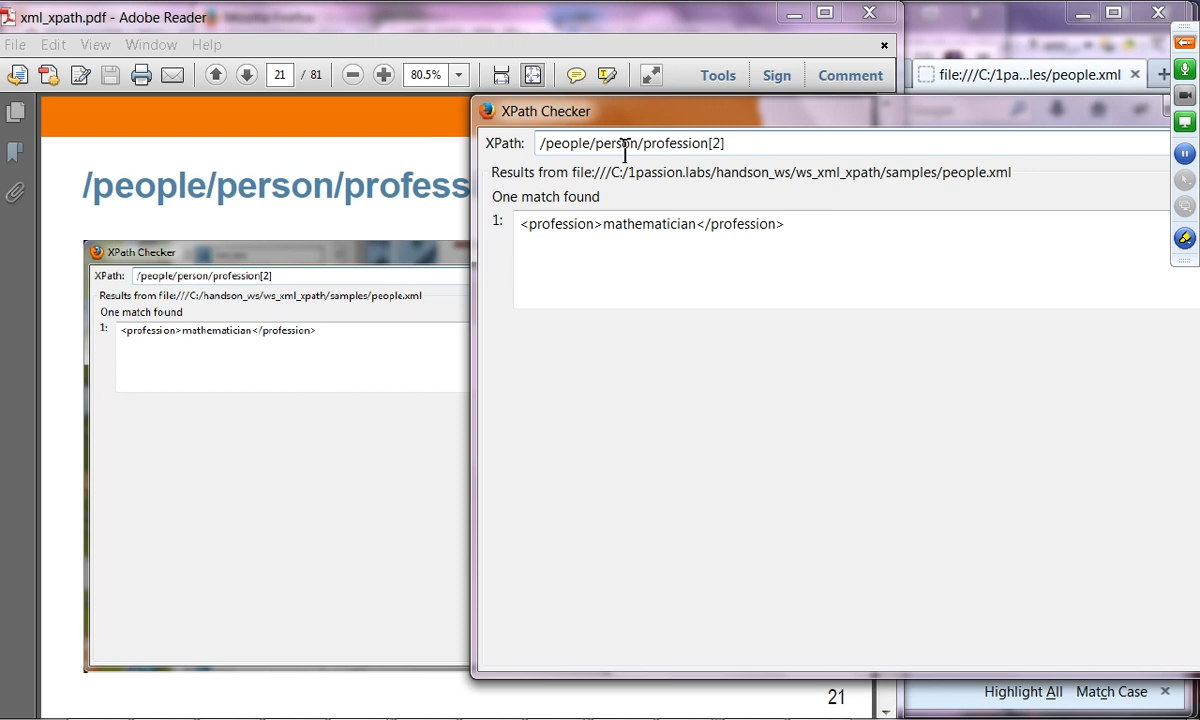 xml_xpath.pdf - Adobe Reader
File Edit View Window Help
21 / 81 80.5% Tools Sign Comment
/people/person/profess
XPath Checker
XPath: /people/person/profession[2]
Results from file:///C:/handson_ws/ws_xml_xpath/samples/people.xml
One match found
1: <profession>mathematician</profession>
21
file:///C:/1pa...les/people.xml
XPath Checker
XPath: /people/person/profession[2]
Results from file:///C:/1passion.labs/handson_ws/ws_xml_xpath/samples/people.xml
One match found
1: <profession>mathematician</profession>
Highlight All Match Case